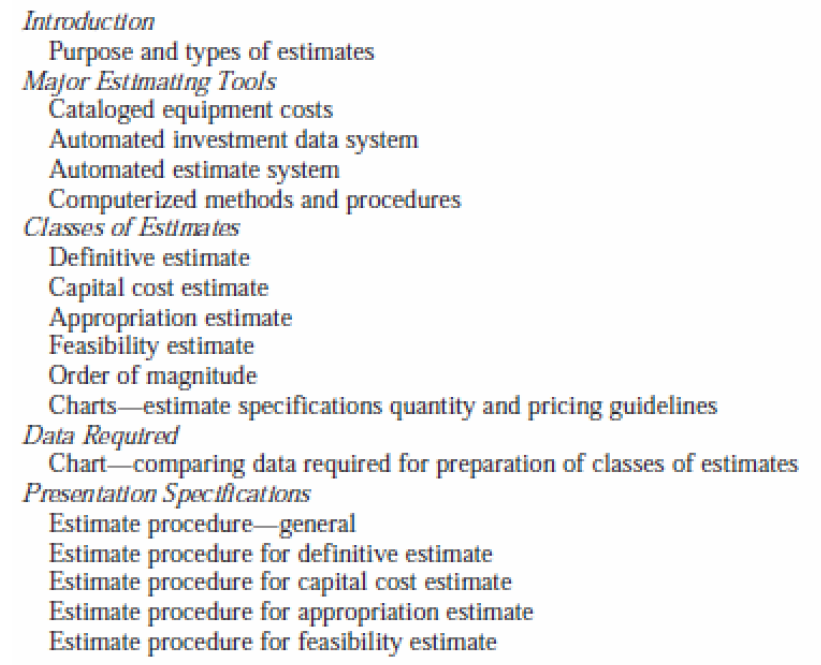 Introduction
Purpose and types of estimates
Major Estimating Tools
Cataloged equipment costs
Automated investment data system
Automated estimate system
Computerized methods and procedures
Classes of Estimates
Definitive estimate
Capital cost estimate
Appropriation estimate
Feasibility estimate
Order of magnitude
Charts—estimate specifications quantity and pricing guidelines
Data Required
Chart—comparing data required for preparation of classes of estimates
Presentation Specifications
Estimate procedure—general
Estimate procedure for definitive estimate
Estimate procedure for capital cost estimate
Estimate procedure for appropriation estimate
Estimate procedure for feasibility estimate